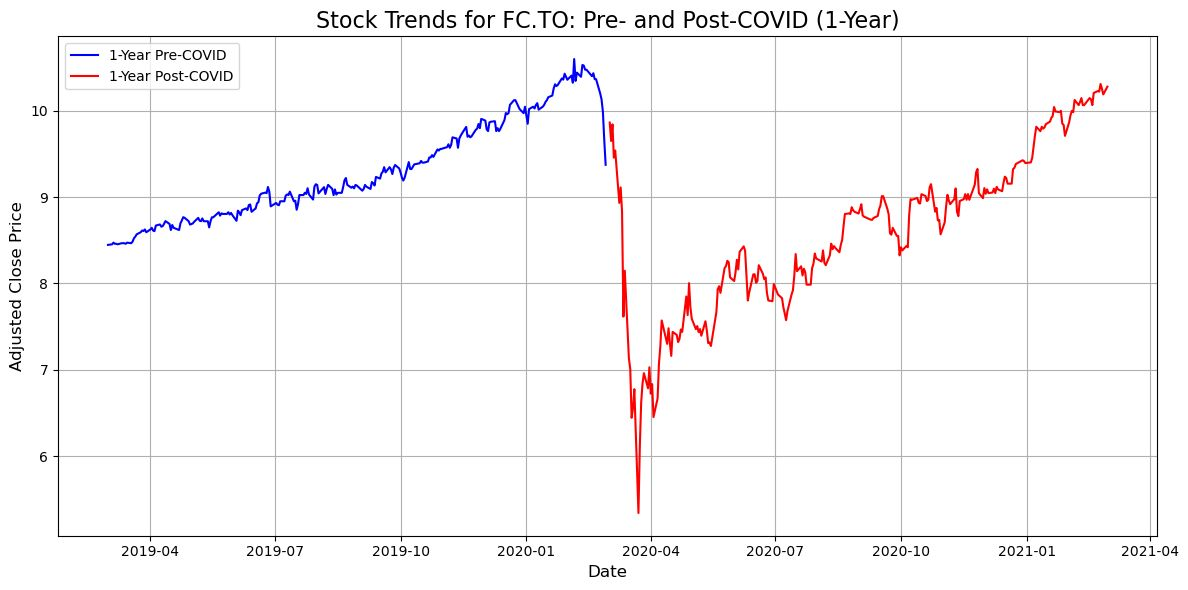 Stock Trends for FC.TO: Pre- and Post-COVID (1-Year)
1-Year Pre-COVID
1-Year Post-COVID
Adjusted Close Price
10
9
8
7
6
2019-04 2019-07 2019-10 2020-01 2020-04 2020-07 2020-10 2021-01 2021-04
Date